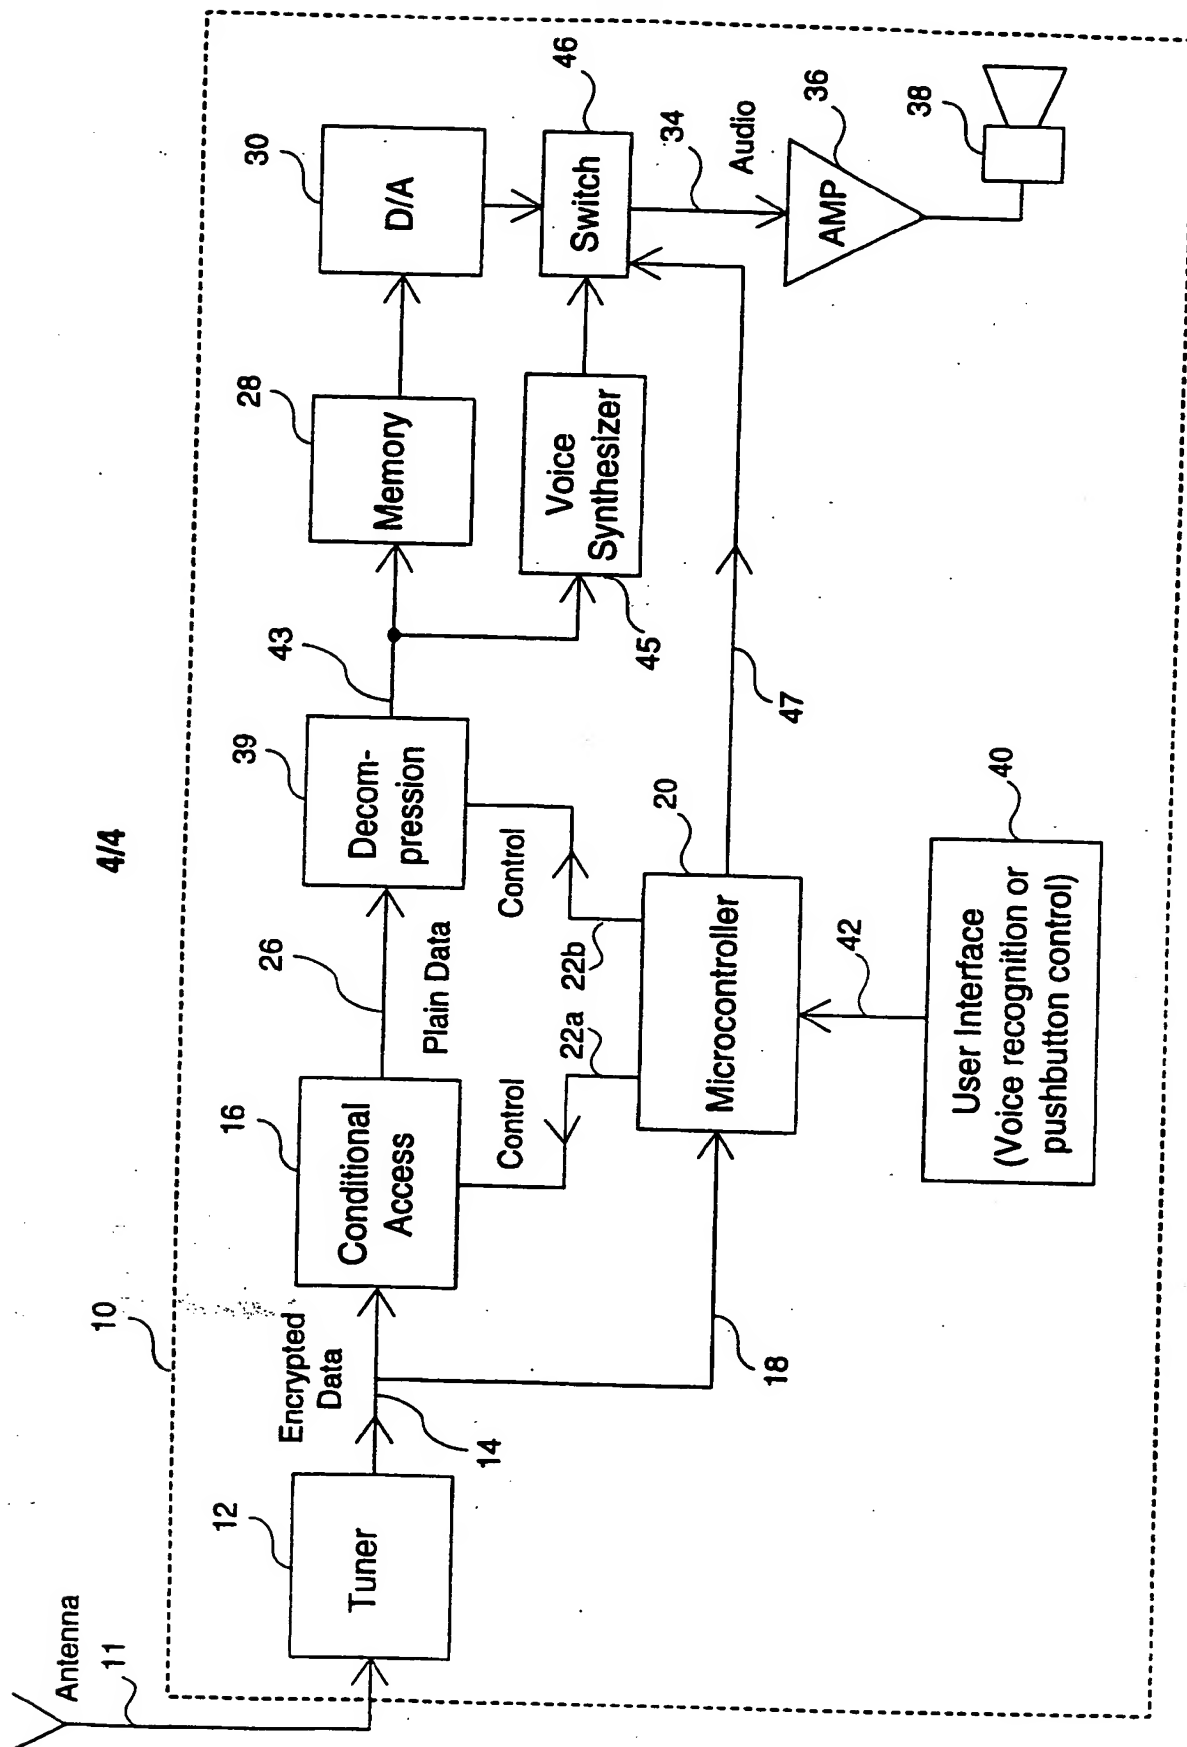 4/4
Antenna
11
10
12
Tuner
Encrypted
Data
14
18
16
Conditional
Access
26
Plain Data
39
Decom-
pression
43
28
Memory
30
D/A
Control
22a
Control
22b
20
Microcontroller
45
Voice
Synthesizer
46
Switch
47
34
Audio
36
AMP
38
42
40
User Interface
(Voice recognition or
pushbutton control)